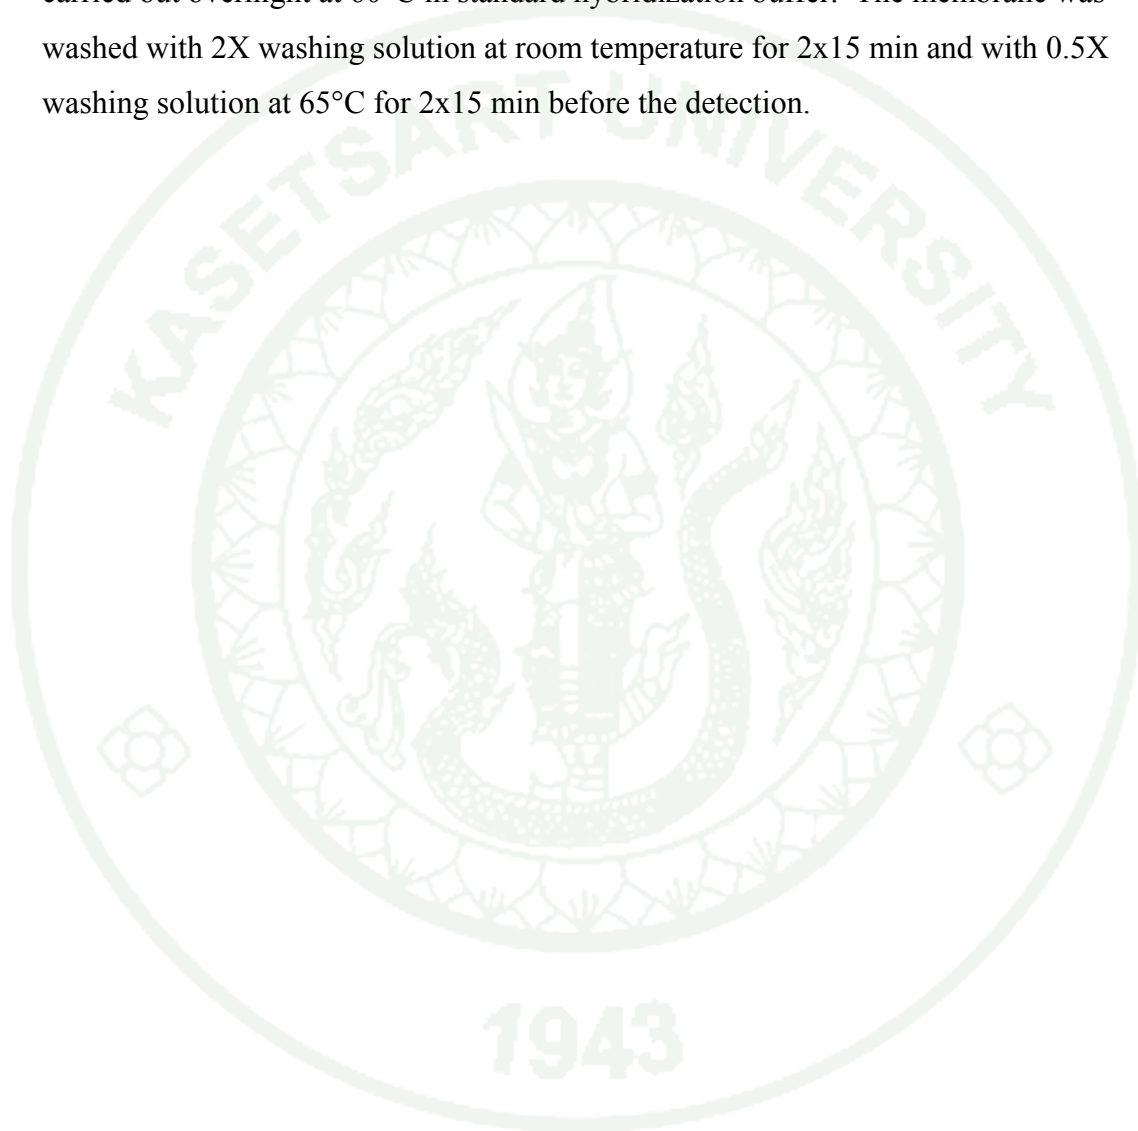 washed with 2X washing solution at room temperature for 2x15 min and with 0.5X
washing solution at 65°C for 2x15 min before the detection.
KASETSART UNIVERSITY
1943